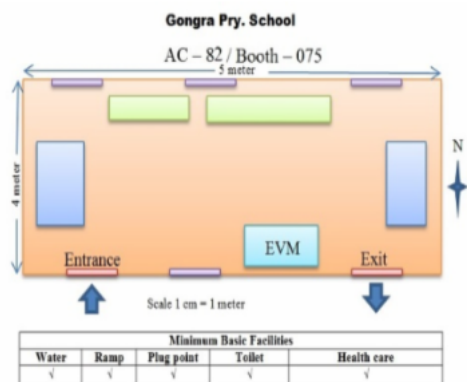 Gongra Pry. School
AC – 82 / Booth – 075
5 meter
4 meter
N
Entrance
EVM
Exit
Scale 1 cm = 1 meter
Minimum Basic Facilities
Water Ramp Plug point Toilet Health care
√ √ √ √ √